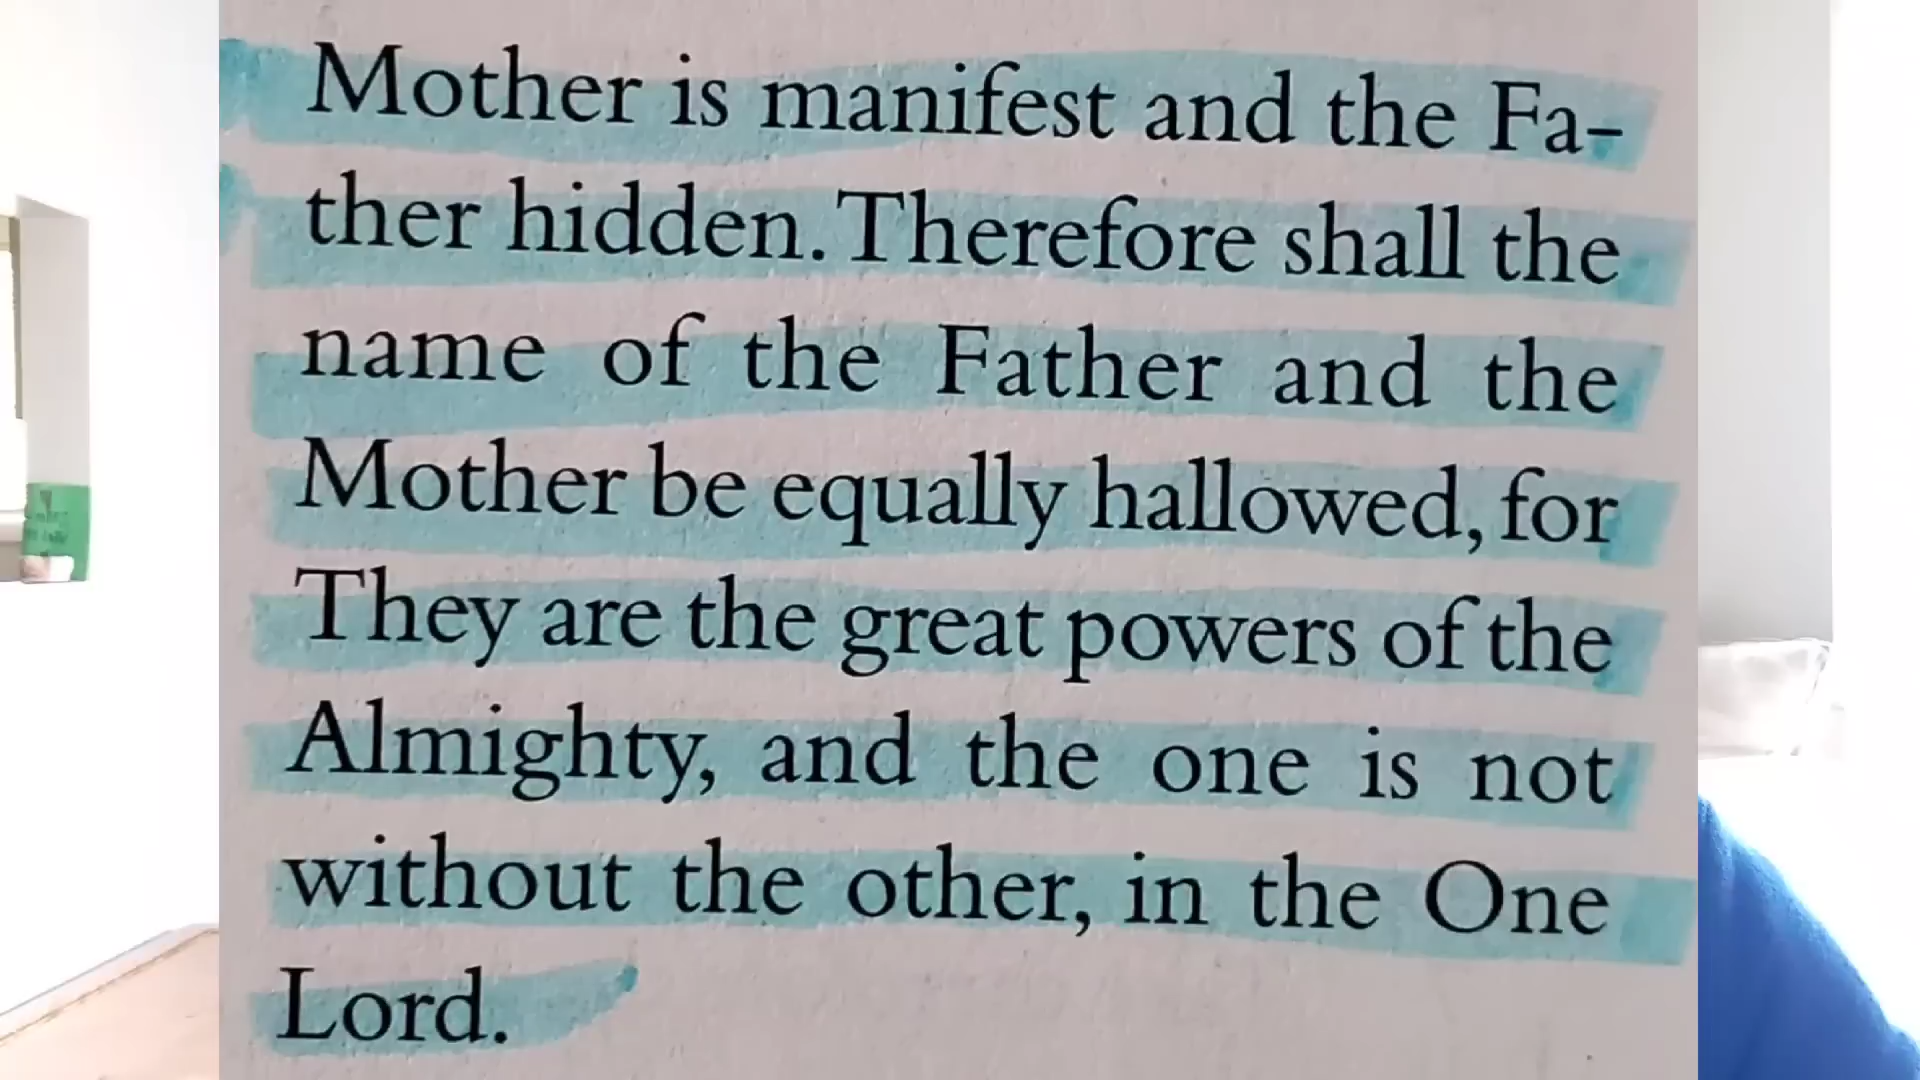 Mother is manifest and the Fa-
ther hidden. Therefore shall the
name of the Father and the
Mother be equally hallowed, for
They are the great powers of the
Almighty, and the one is not
without the other, in the One
Lord.